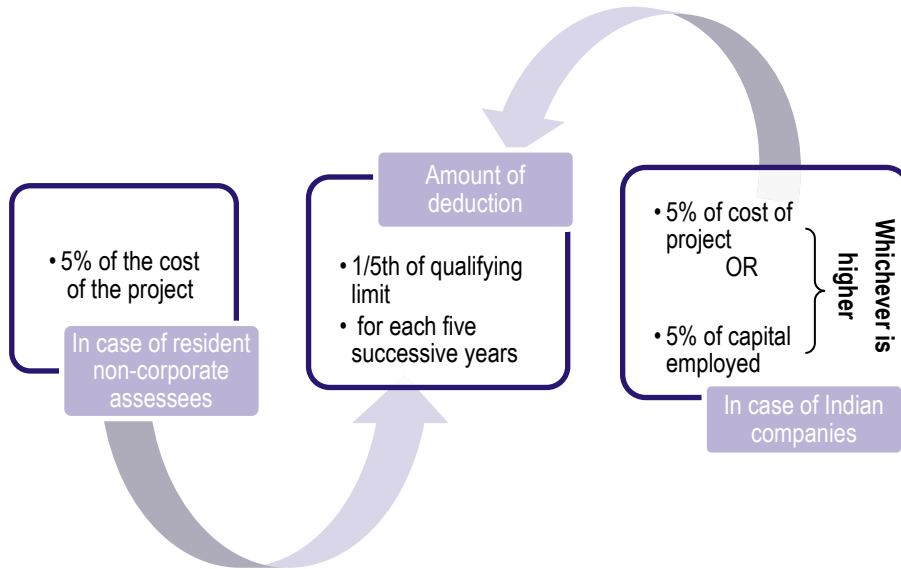 • 5% of the cost
of the project
In case of resident
non-corporate
assessees
Amount of
deduction
• 1/5th of qualifying
limit
• for each five
successive years
• 5% of cost of
project
OR
• 5% of capital
employed
Whichever is
higher
In case of Indian
companies